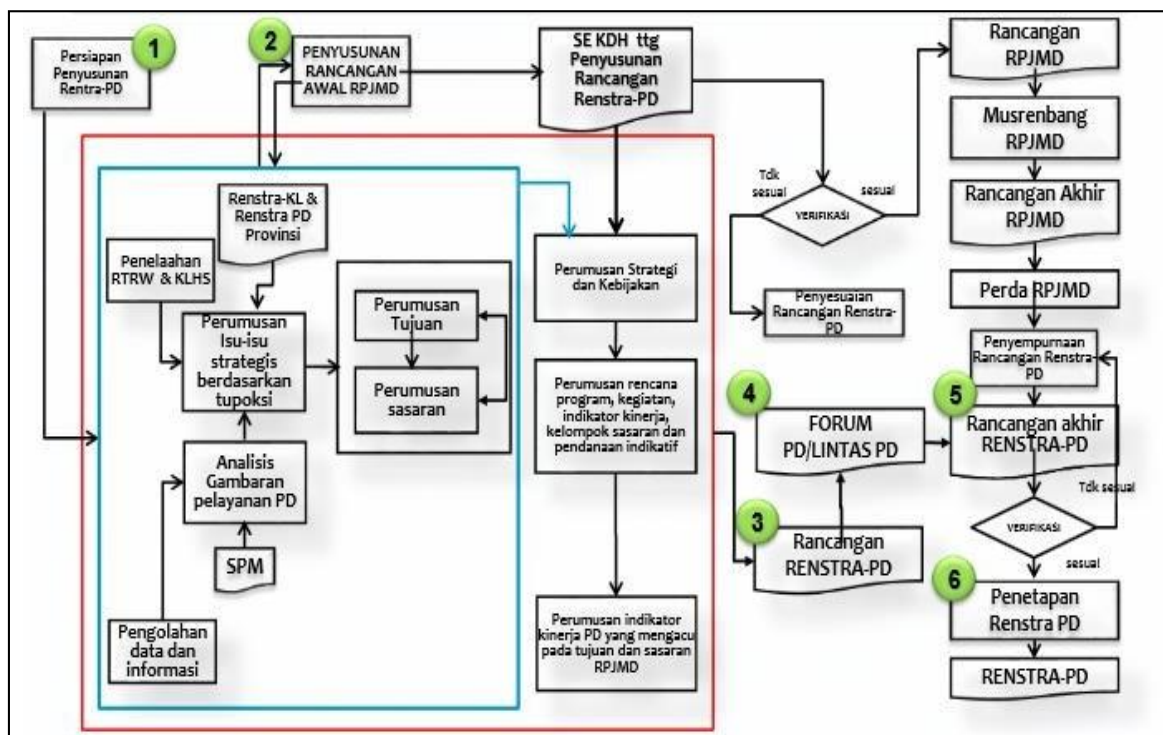 1
Persiapan
Penyusunan
Rentra-PD
2
PENYUSUNAN
RANCANGAN
AWAL RPJMD
SE KDH ttg
Penyusunan
Rancangan
Renstra-PD
Rancangan
RPJMD
Musrenbang
RPJMD
Rancangan Akhir
RPJMD
Perda RPJMD
Penyempurnaan
Rancangan Renstra-
PD
Tdk
sesuai
sesuai
VERIFIKASI
Penyesuaian
Rancangan Renstra-
PD
Renstra-KL &
Renstra PD
Provinsi
Penelaahan
RTRW & KLHS
Perumusan
Isu-isu
strategis
berdasarkan
tupoksi
Perumusan
Tujuan
Perumusan
sasaran
Analisis
Gambaran
pelayanan PD
SPM
Pengolahan
data dan
informasi
Perumusan Strategi
dan Kebijakan
Perumusan rencana
program, kegiatan,
indikator kinerja,
kelompok sasaran dan
pendanaan indikatif
Perumusan indikator
kinerja PD yang mengacu
pada tujuan dan sasaran
RPJMD
3
Rancangan
RENSTRA-PD
4
FORUM
PD/LINTAS PD
5
Rancangan akhir
RENSTRA-PD
Tdk sesuai
VERIFIKASI
sesuai
6
Penetapan
Renstra PD
RENSTRA-PD